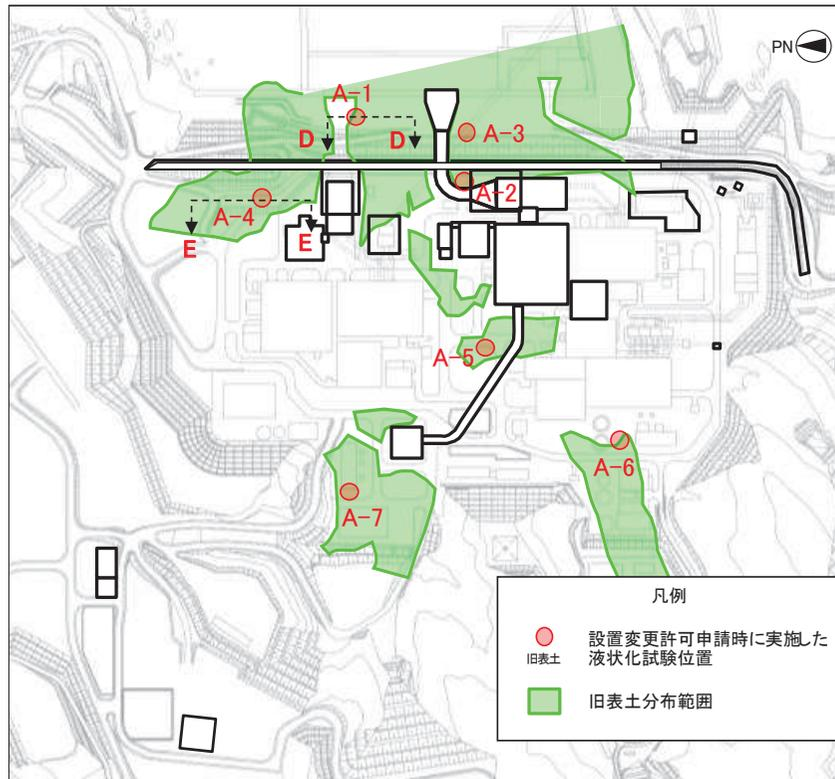 PN
A-1
D
D
A-3
A-2
A-4
E
E
A-5
A-6
A-7
凡例
設置変更許可申請時に実施した
旧表土
液状化試験位置
旧表土分布範囲